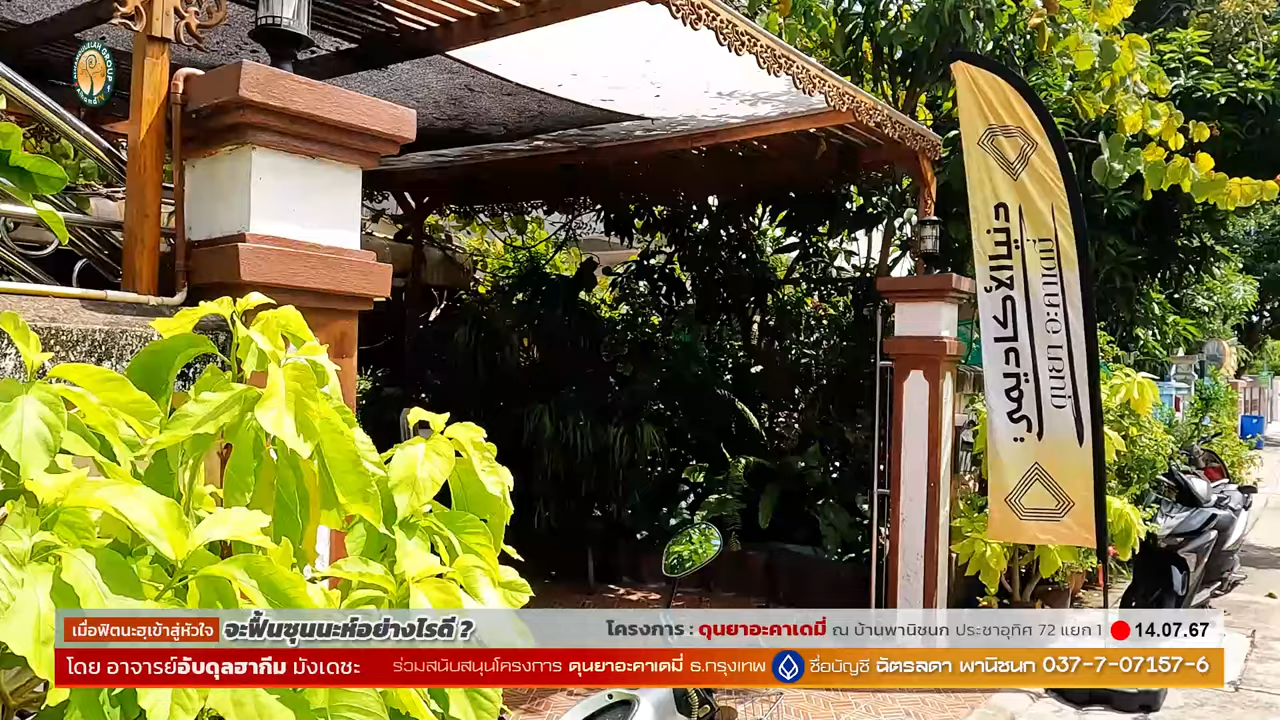 دنيا الأكاديمي
ดุนยา อะคาเดมี่
เมื่อฟิตนะฮฺเข้าสู่หัวใจ จะฟื้นซุนนะห์อย่างไรดี ?
โครงการ : ดุนยาอะคาเดมี่ ณ บ้านพานิชนก ประชาอุทิศ 72 แยก 1 14.07.67
โดย อาจารย์อับดุลฮากีม มังเดชะ
ร่วมสนับสนุนโครงการ ดุนยาอะคาเดมี่ ธ.กรุงเทพ ชื่อบัญชี ฉัตรลดา พานิชนก 037-7-07157-6